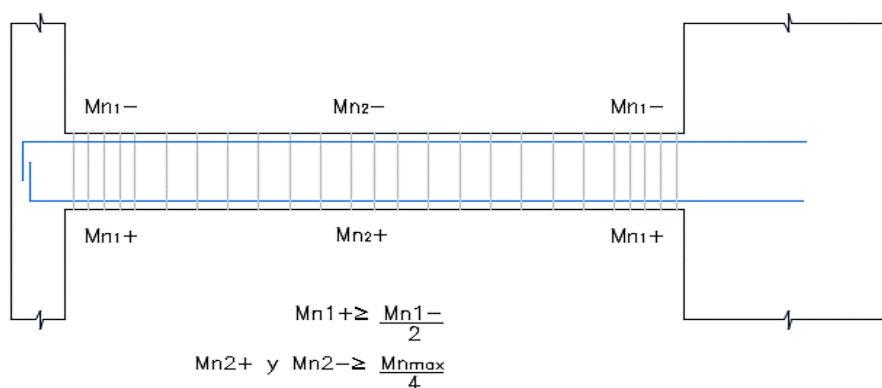 Mn1- Mn2- Mn1-
Mn1+ Mn2+ Mn1+
Mn1+≥ Mn1-
2
Mn2+ y Mn2-≥ Mnmax
4